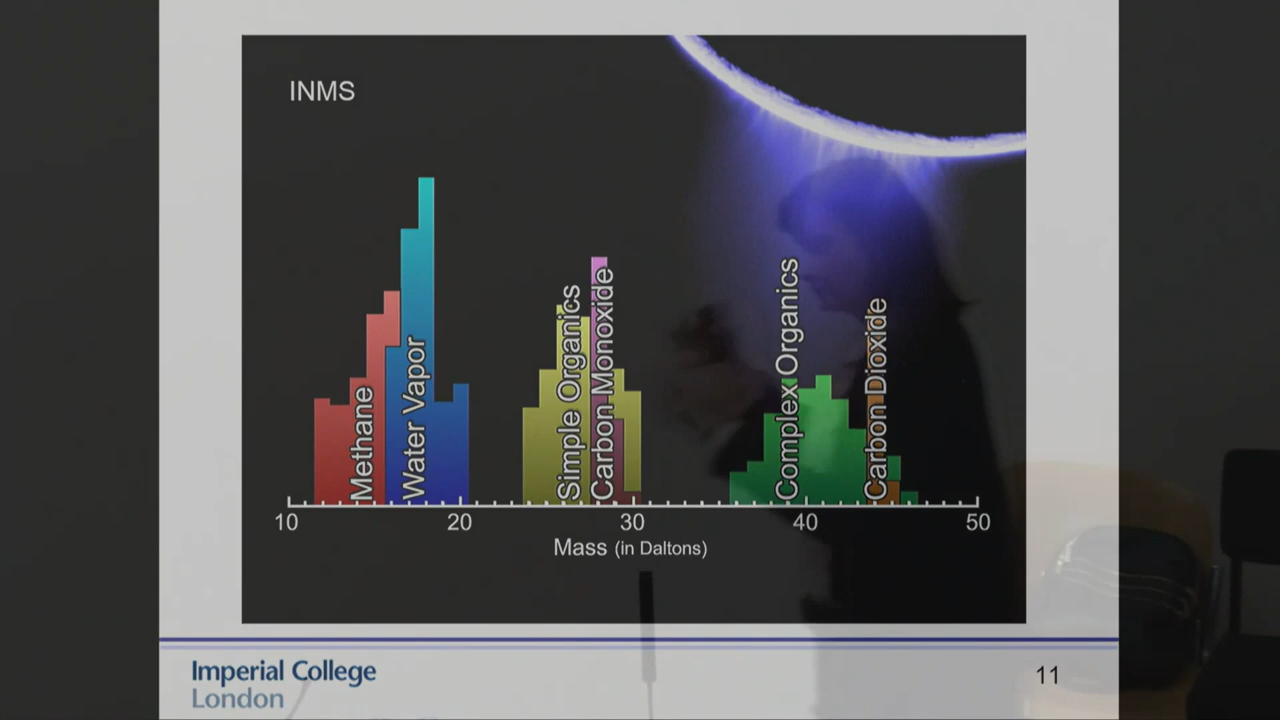 INMS
Methane
Water Vapor
Simple Organics
Carbon Monoxide
Complex Organics
Carbon Dioxide
10 20 30 40 50
Mass (in Daltons)
Imperial College
London
11